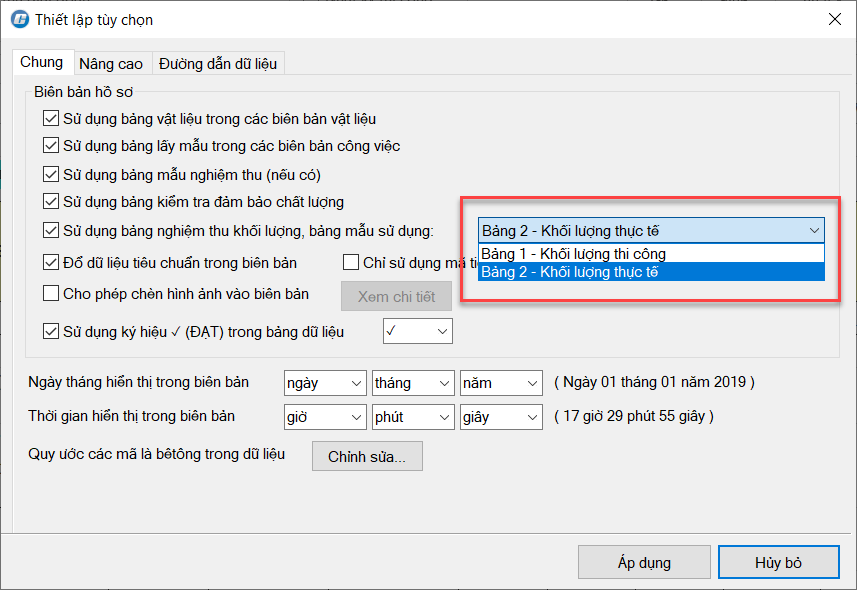 Thiết lập tùy chọn
Chung Nâng cao Đường dẫn dữ liệu
Biên bản hồ sơ
Sử dụng bảng vật liệu trong các biên bản vật liệu
Sử dụng bảng lấy mẫu trong các biên bản công việc
Sử dụng bảng mẫu nghiệm thu (nếu có)
Sử dụng bảng kiểm tra đảm bảo chất lượng
Sử dụng bảng nghiệm thu khối lượng, bảng mẫu sử dụng: Bảng 2 - Khối lượng thực tế
Bảng 1 - Khối lượng thi công
Đổ dữ liệu tiêu chuẩn trong biên bản Chỉ sử dụng mã Bảng 2 - Khối lượng thực tế
Cho phép chèn hình ảnh vào biên bản Xem chi tiết
Sử dụng ký hiệu ✓ (ĐẠT) trong bảng dữ liệu ✓
Ngày tháng hiển thị trong biên bản ngày tháng năm ( Ngày 01 tháng 01 năm 2019 )
Thời gian hiển thị trong biên bản giờ phút giây ( 17 giờ 29 phút 55 giây )
Quy ước các mã là bêtông trong dữ liệu Chỉnh sửa...
Áp dụng Hủy bỏ